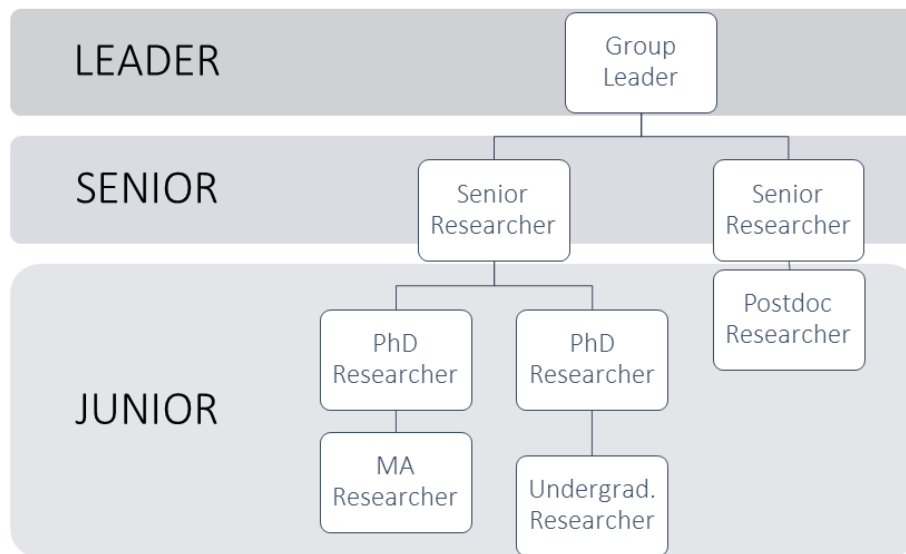 LEADER
Group
Leader
SENIOR
Senior
Researcher
Senior
Researcher
JUNIOR
Postdoc
Researcher
PhD
Researcher
PhD
Researcher
MA
Researcher
Undergrad.
Researcher